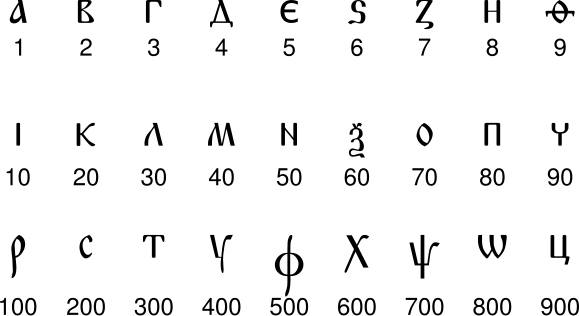 А В Г Д Є Ѕ З И Ѳ
1 2 3 4 5 6 7 8 9
І К Л М Н Ѯ О П Ч
10 20 30 40 50 60 70 80 90
Р С Т Ѵ Ф Х Ѱ Ѡ Ц
100 200 300 400 500 600 700 800 900